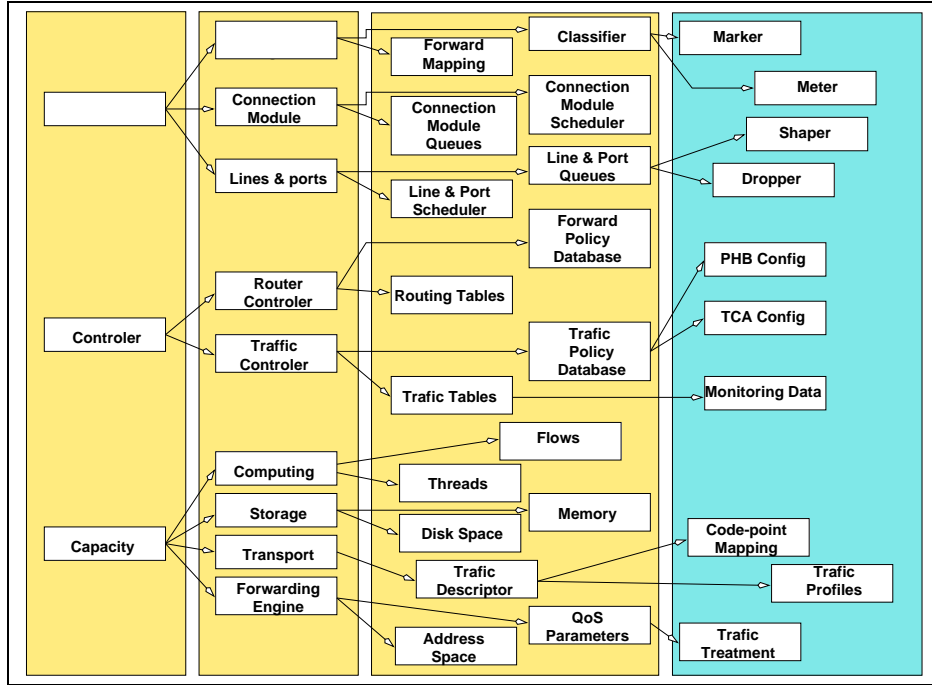 Classifier
Marker
Forward
Mapping
Meter
Connection
Module
Connection
Module
Queues
Connection
Module
Scheduler
Shaper
Lines & ports
Line & Port
Queues
Line & Port
Scheduler
Dropper
Forward
Policy
Database
PHB Config
Router
Controler
Routing Tables
Controler
Traffic
Controler
Trafic
Policy
Database
TCA Config
Trafic Tables
Monitoring Data
Flows
Computing
Threads
Storage
Memory
Capacity
Disk Space
Code-point
Mapping
Transport
Trafic
Descriptor
Trafic
Profiles
Forwarding
Engine
QoS
Parameters
Address
Space
Trafic
Treatment